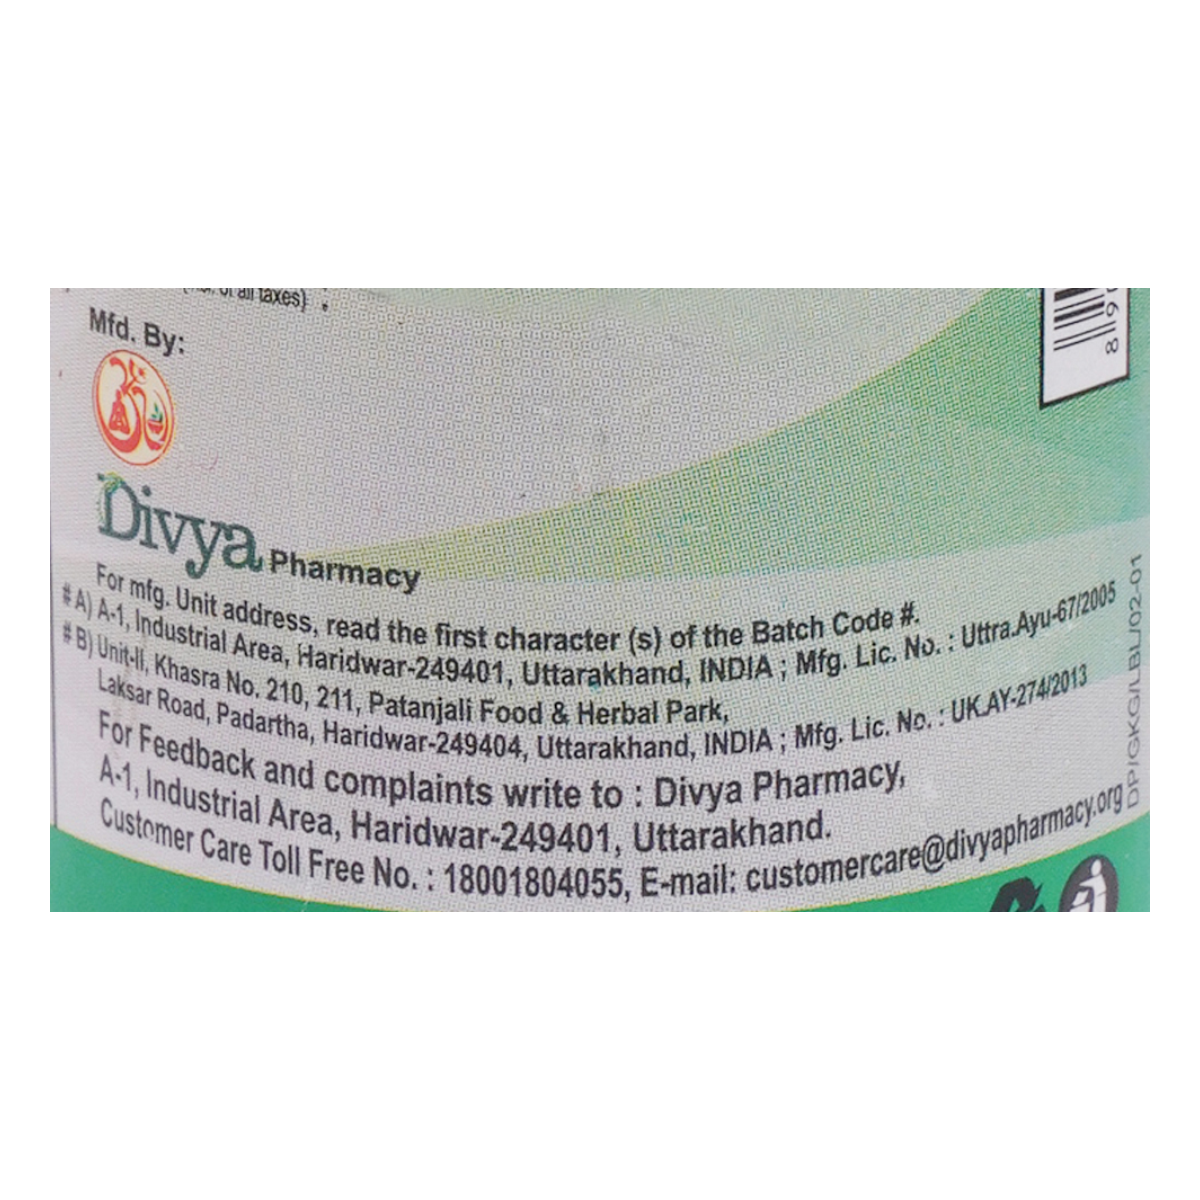 of all taxes) :
Mfd. By:
Divya Pharmacy
For mfg. Unit address, read the first character (s) of the Batch Code #.
# A) A-1, Industrial Area, Haridwar-249401, Uttarakhand, INDIA ; Mfg. Lic. No. : Uttra.Ayu-67/2005
# B) Unit-II, Khasra No. 210, 211, Patanjali Food & Herbal Park,
Laksar Road, Padartha, Haridwar-249404, Uttarakhand, INDIA ; Mfg. Lic. No. : UK.AY-274/2013
For Feedback and complaints write to : Divya Pharmacy,
A-1, Industrial Area, Haridwar-249401, Uttarakhand.
Customer Care Toll Free No. : 18001804055, E-mail: customercare@divyapharmacy.org
DP/GKG/LBL/02-01